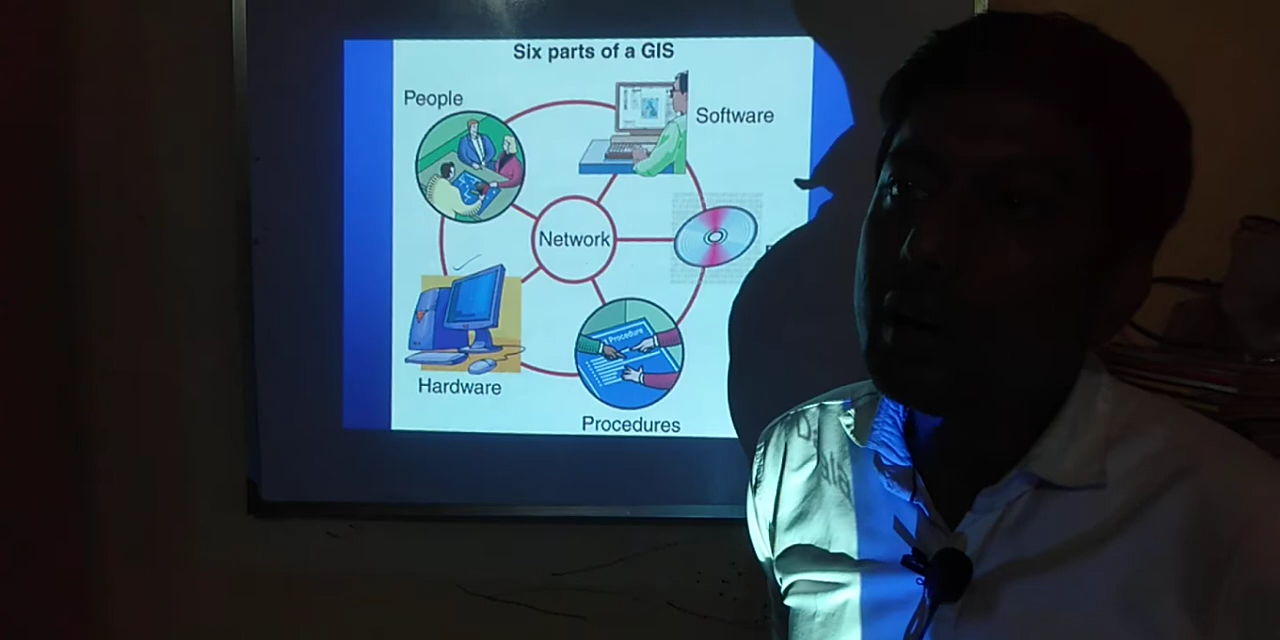 Six parts of a GIS
People
Software
Network
Hardware
Procedure
Procedures